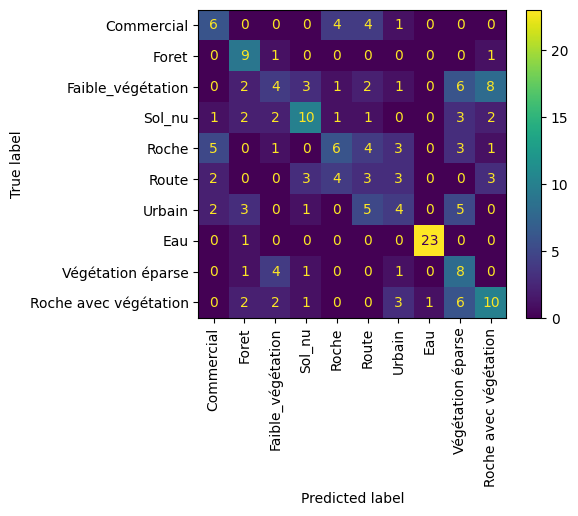 Commercial 6 0 0 0 4 4 1 0 0 0
Foret 0 9 1 0 0 0 0 0 0 1
Faible_végétation 0 2 4 3 1 2 1 0 6 8
Sol_nu 1 2 2 10 1 1 0 0 3 2
Roche 5 0 1 0 6 4 3 0 3 1
Route 2 0 0 3 4 3 3 0 0 3
Urbain 2 3 0 1 0 5 4 0 5 0
Eau 0 1 0 0 0 0 0 23 0 0
Végétation éparse 0 1 4 1 0 0 1 0 8 0
Roche avec végétation 0 2 2 1 0 0 3 1 6 10
True label
Commercial
Foret
Faible_végétation
Sol_nu
Roche
Route
Urbain
Eau
Végétation éparse
Roche avec végétation
Predicted label
20
15
10
5
0